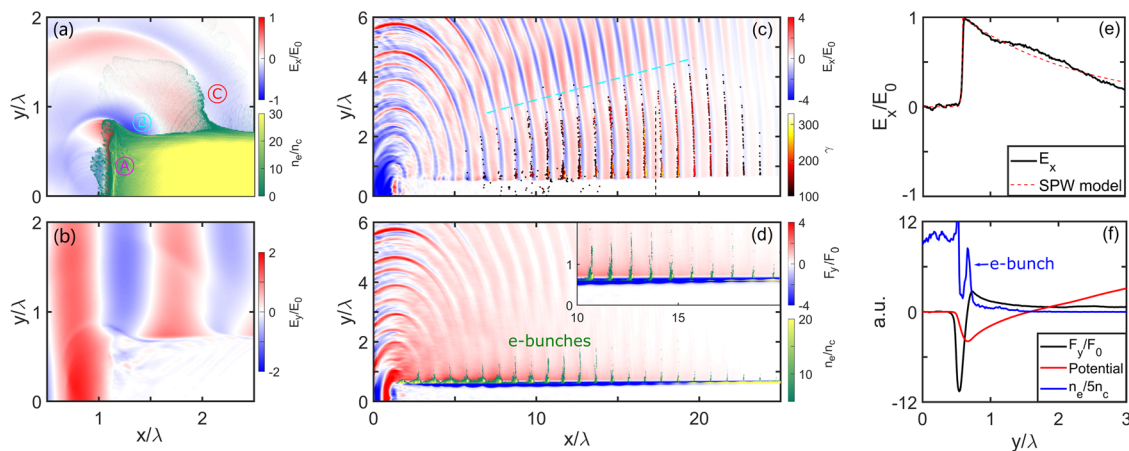 (a)
y/λ
2
1
0
A
B
C
1
0
-1
E_x/E_0
30
20
10
0
n_e/n_c
(b)
y/λ
2
1
0
1
2
x/λ
2
0
-2
E_y/E_0
(c)
y/λ
6
4
2
0
4
0
-4
E_x/E_0
300
200
100
γ
(d)
y/λ
6
4
2
0
0
10
20
x/λ
e-bunches
1
0
10
15
4
0
-4
F_y/F_0
20
10
n_e/n_c
(e)
E_x/E_0
1
0
-1
E_x
SPW model
(f)
a.u.
12
0
-12
e-bunch
F_y/F_0
Potential
n_e/5n_c
0
1
2
3
y/λ